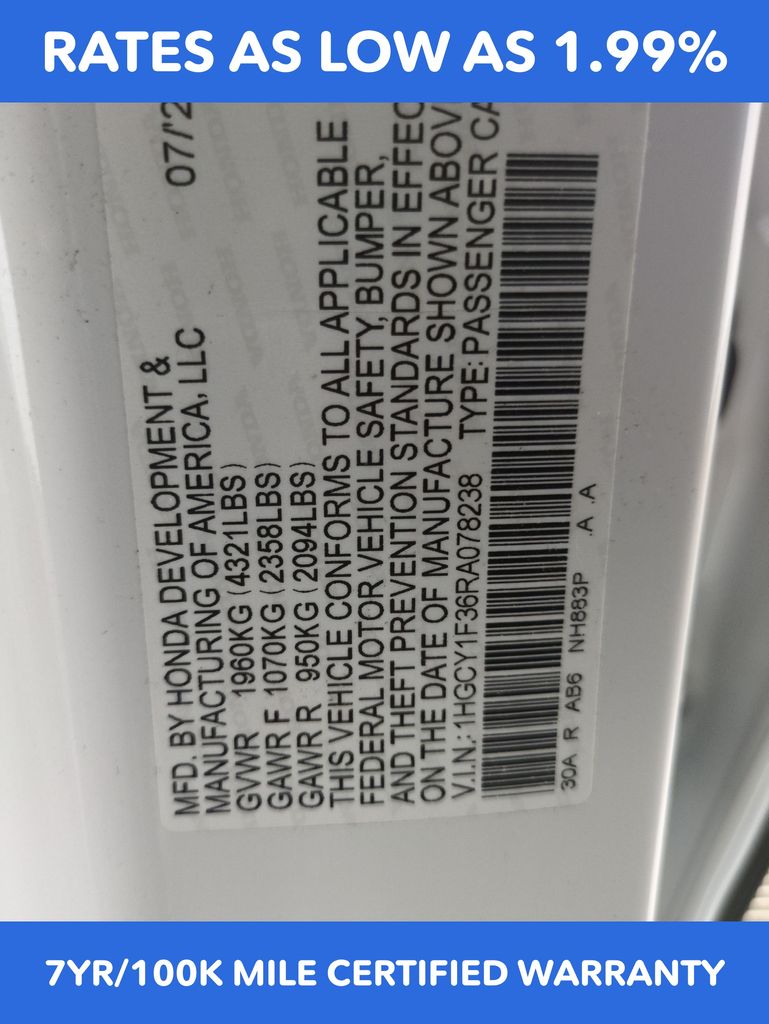 RATES AS LOW AS 1.99%
MFD. BY HONDA DEVELOPMENT &
MANUFACTURING OF AMERICA, LLC 07/'2
GVWR 1960KG (4321LBS)
GAWR F 1070KG (2358LBS)
GAWR R 950KG (2094LBS)
THIS VEHICLE CONFORMS TO ALL APPLICABLE
FEDERAL MOTOR VEHICLE SAFETY, BUMPER,
AND THEFT PREVENTION STANDARDS IN EFFEC
ON THE DATE OF MANUFACTURE SHOWN ABOV
V.I.N.: 1HGCY1F36RA078238 TYPE: PASSENGER CA
30A R AB6 NH883P .A .A
7YR/100K MILE CERTIFIED WARRANTY